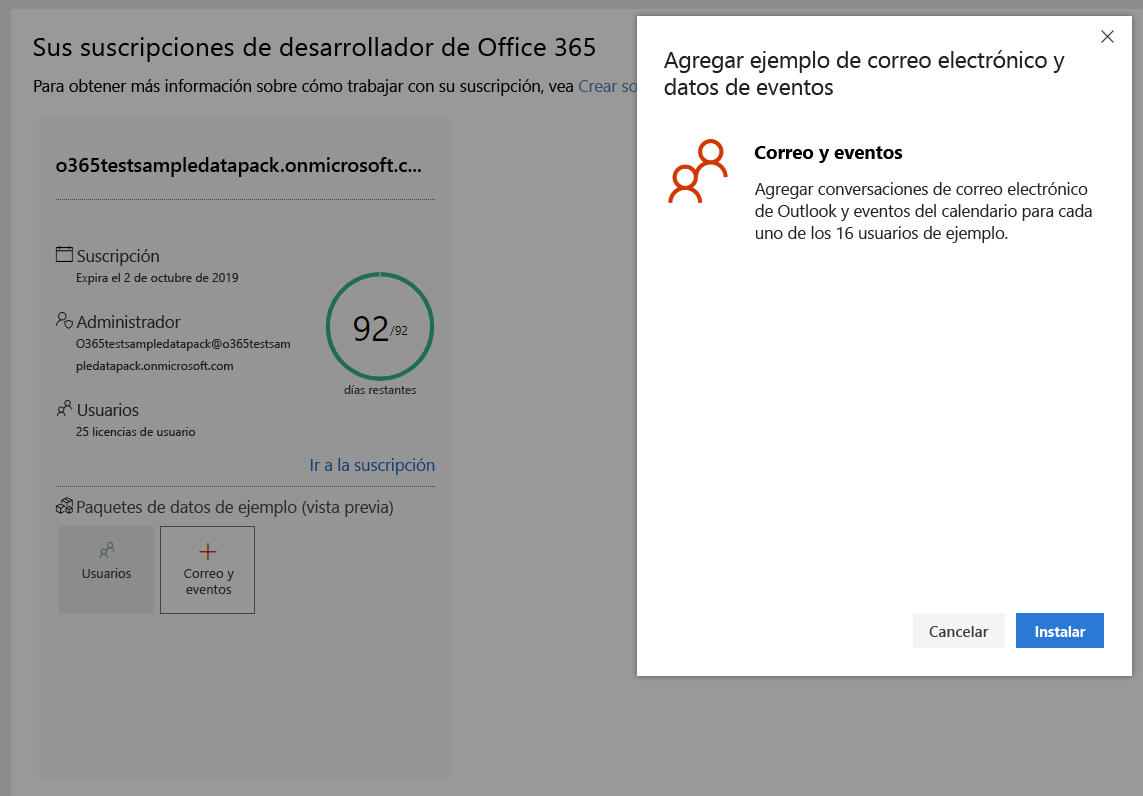 Sus suscripciones de desarrollador de Office 365
Para obtener más información sobre cómo trabajar con su suscripción, vea Crear so
o365testsampledatapack.onmicrosoft.c...
Suscripción
Expira el 2 de octubre de 2019
Administrador
O365testsampledatapack@o365testsam
pledatapack.onmicrosoft.com
92/92
días restantes
Usuarios
25 licencias de usuario
Ir a la suscripción
Paquetes de datos de ejemplo (vista previa)
Usuarios
Correo y
eventos
Agregar ejemplo de correo electrónico y
datos de eventos
Correo y eventos
Agregar conversaciones de correo electrónico
de Outlook y eventos del calendario para cada
uno de los 16 usuarios de ejemplo.
Cancelar
Instalar